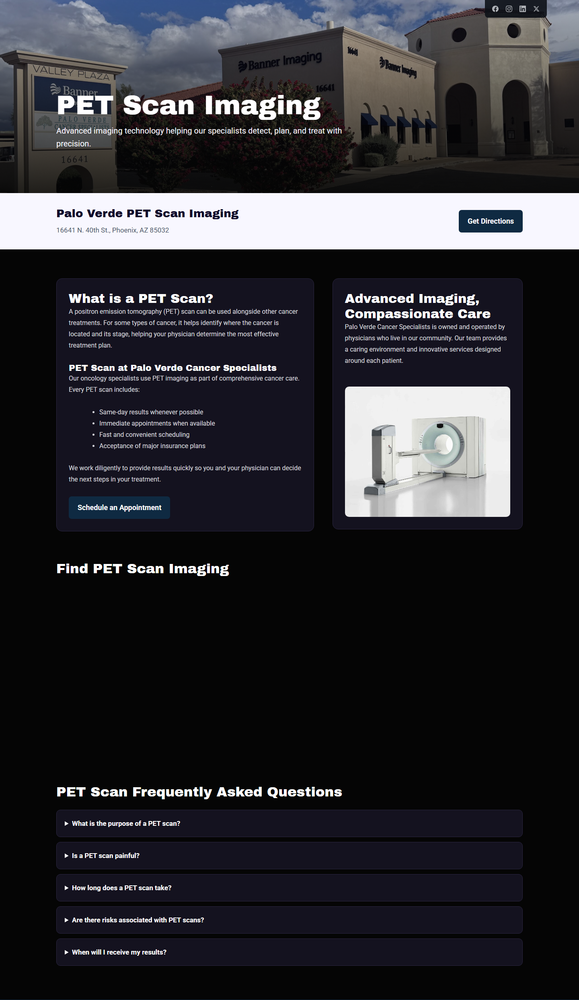 VALLEY PLAZA
Banner
PALO VERDE
CANCER SPECIALISTS
16641
Banner Imaging
16641
Banner Imaging
16641
PET Scan Imaging
Advanced imaging technology helping our specialists detect, plan, and treat with
precision.
Palo Verde PET Scan Imaging
16641 N. 40th St., Phoenix, AZ 85032
Get Directions
What is a PET Scan?
A positron emission tomography (PET) scan can be used alongside other cancer
treatments. For some types of cancer, it helps identify where the cancer is
located and its stage, helping your physician determine the most effective
treatment plan.
PET Scan at Palo Verde Cancer Specialists
Our oncology specialists use PET imaging as part of comprehensive cancer care.
Every PET scan includes:
• Same-day results whenever possible
• Immediate appointments when available
• Fast and convenient scheduling
• Acceptance of major insurance plans
We work diligently to provide results quickly so you and your physician can decide
the next steps in your treatment.
Schedule an Appointment
Advanced Imaging,
Compassionate Care
Palo Verde Cancer Specialists is owned and operated by
physicians who live in our community. Our team provides
a caring environment and innovative services designed
around each patient.
Find PET Scan Imaging
PET Scan Frequently Asked Questions
What is the purpose of a PET scan?
Is a PET scan painful?
How long does a PET scan take?
Are there risks associated with PET scans?
When will I receive my results?